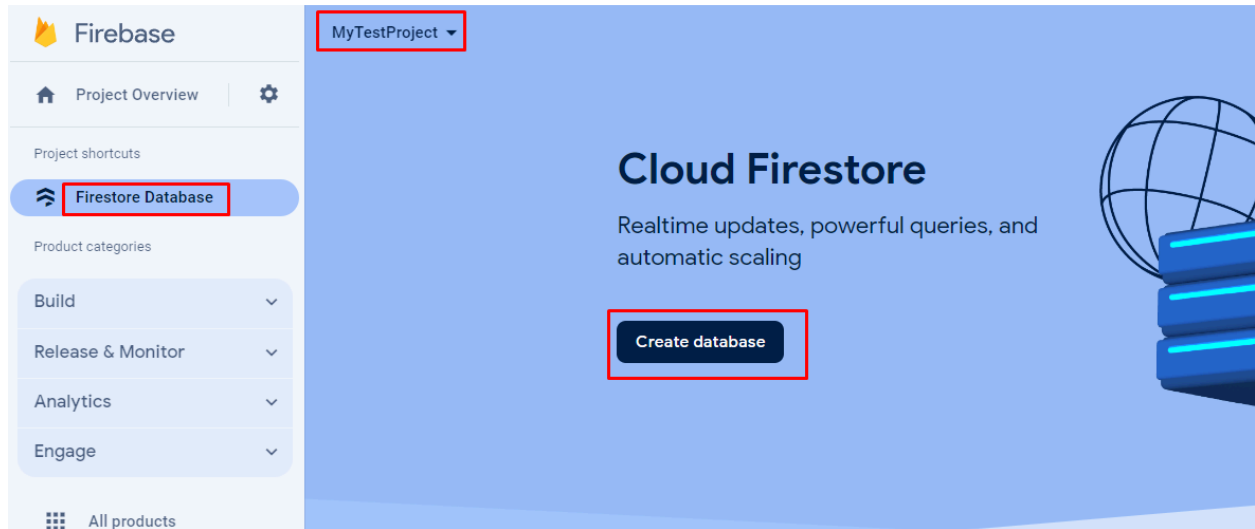 Firebase
MyTestProject
Project Overview
Project shortcuts
Firestore Database
Product categories
Build
Release & Monitor
Analytics
Engage
All products
Cloud Firestore
Realtime updates, powerful queries, and
automatic scaling
Create database